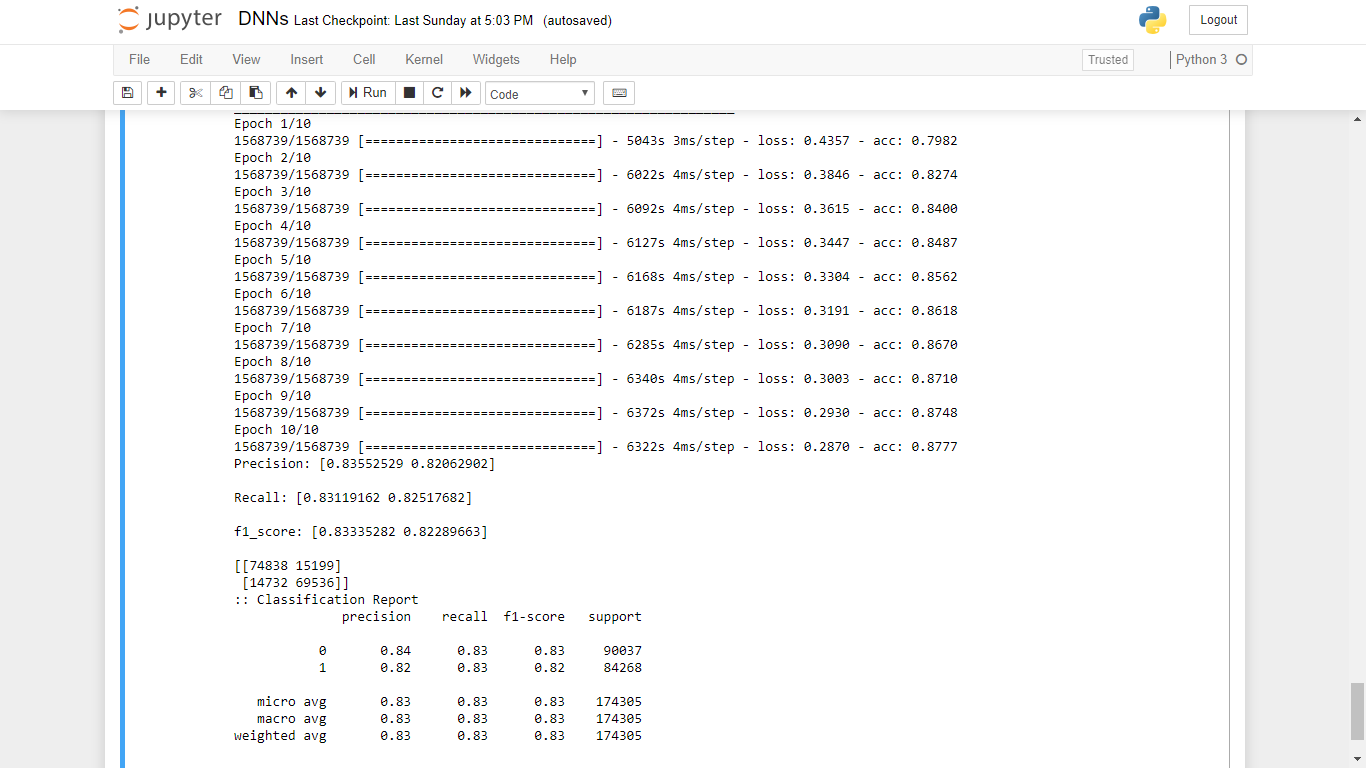 jupyter DNNs Last Checkpoint: Last Sunday at 5:03 PM (autosaved) Logout
File Edit View Insert Cell Kernel Widgets Help Trusted Python 3
Run Code
Epoch 1/10
1568739/1568739 [==============================] - 5043s 3ms/step - loss: 0.4357 - acc: 0.7982
Epoch 2/10
1568739/1568739 [==============================] - 6022s 4ms/step - loss: 0.3846 - acc: 0.8274
Epoch 3/10
1568739/1568739 [==============================] - 6092s 4ms/step - loss: 0.3615 - acc: 0.8400
Epoch 4/10
1568739/1568739 [==============================] - 6127s 4ms/step - loss: 0.3447 - acc: 0.8487
Epoch 5/10
1568739/1568739 [==============================] - 6168s 4ms/step - loss: 0.3304 - acc: 0.8562
Epoch 6/10
1568739/1568739 [==============================] - 6187s 4ms/step - loss: 0.3191 - acc: 0.8618
Epoch 7/10
1568739/1568739 [==============================] - 6285s 4ms/step - loss: 0.3090 - acc: 0.8670
Epoch 8/10
1568739/1568739 [==============================] - 6340s 4ms/step - loss: 0.3003 - acc: 0.8710
Epoch 9/10
1568739/1568739 [==============================] - 6372s 4ms/step - loss: 0.2930 - acc: 0.8748
Epoch 10/10
1568739/1568739 [==============================] - 6322s 4ms/step - loss: 0.2870 - acc: 0.8777
Precision: [0.83552529 0.82062902]
Recall: [0.83119162 0.82517682]
f1_score: [0.83335282 0.82289663]
[[74838 15199]
[14732 69536]]
:: Classification Report
precision recall f1-score support
0 0.84 0.83 0.83 90037
1 0.82 0.83 0.82 84268
micro avg 0.83 0.83 0.83 174305
macro avg 0.83 0.83 0.83 174305
weighted avg 0.83 0.83 0.83 174305